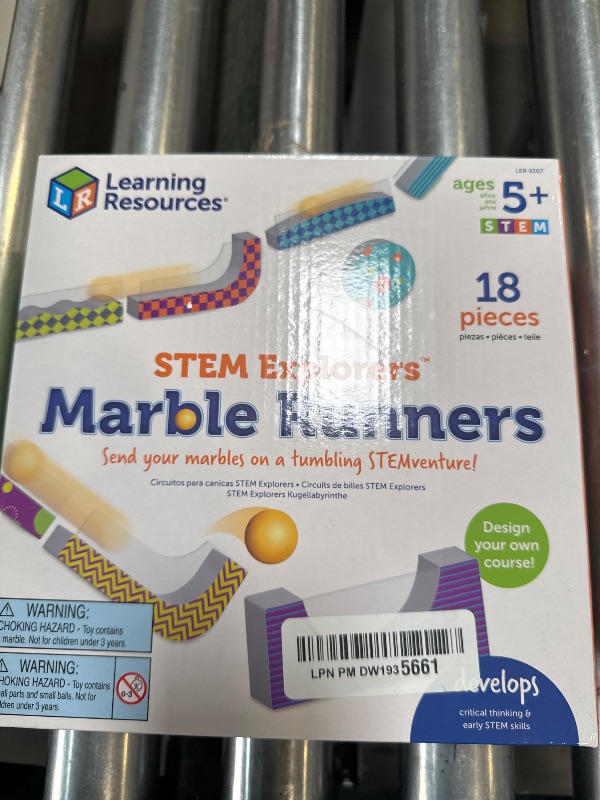 LER 9307
Learning
Resources®
ages
años
ans
jahre
5+
STEM
18
pieces
piezas • pièces • teile
STEM Explorers™
Marble Runners
Send your marbles on a tumbling STEMventure!
Circuitos para canicas STEM Explorers • Circuits de billes STEM Explorers
STEM Explorers Kugellabyrinthe
Design
your own
course!
WARNING:
CHOKING HAZARD - Toy contains
a marble. Not for children under 3 years.
WARNING:
CHOKING HAZARD - Toy contains
small parts and small balls. Not for
children under 3 years.
0-3
LPN PM DW193 5661
develops
critical thinking &
early STEM skills